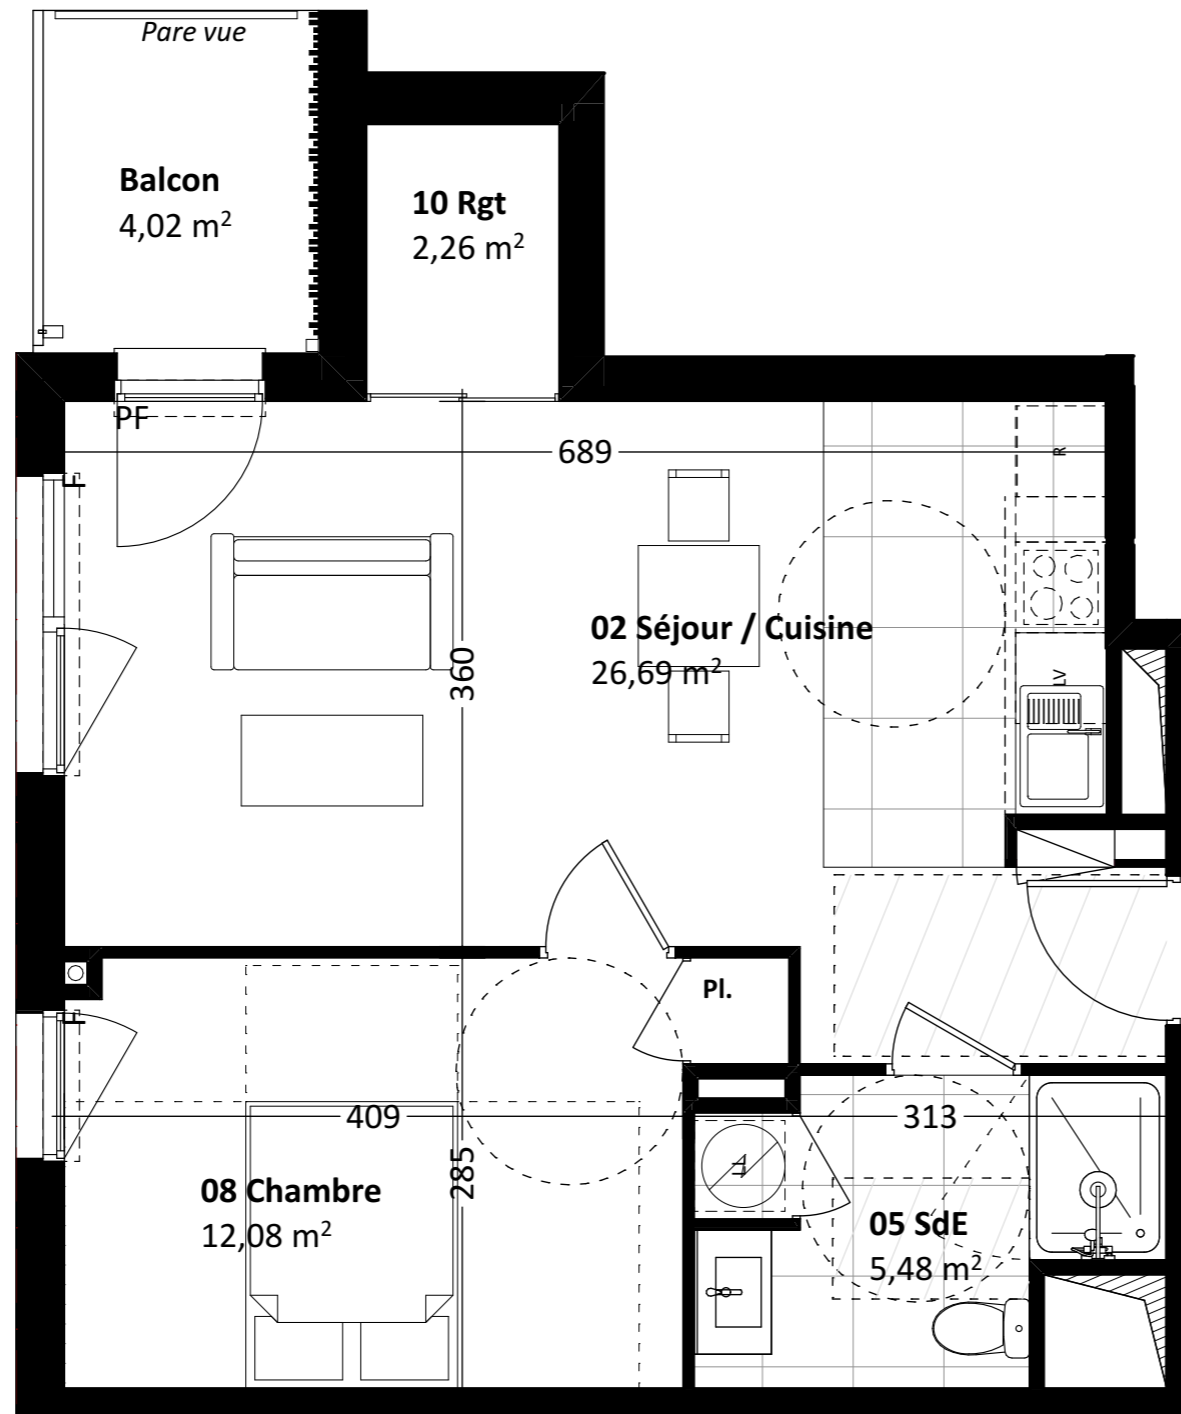 Pare vue
Balcon
4,02 m²
10 Rgt
2,26 m²
PF
689
F
R
02 Séjour / Cuisine
26,69 m²
360
LV
Pl.
F
409
313
285
08 Chambre
12,08 m²
05 SdE
5,48 m²